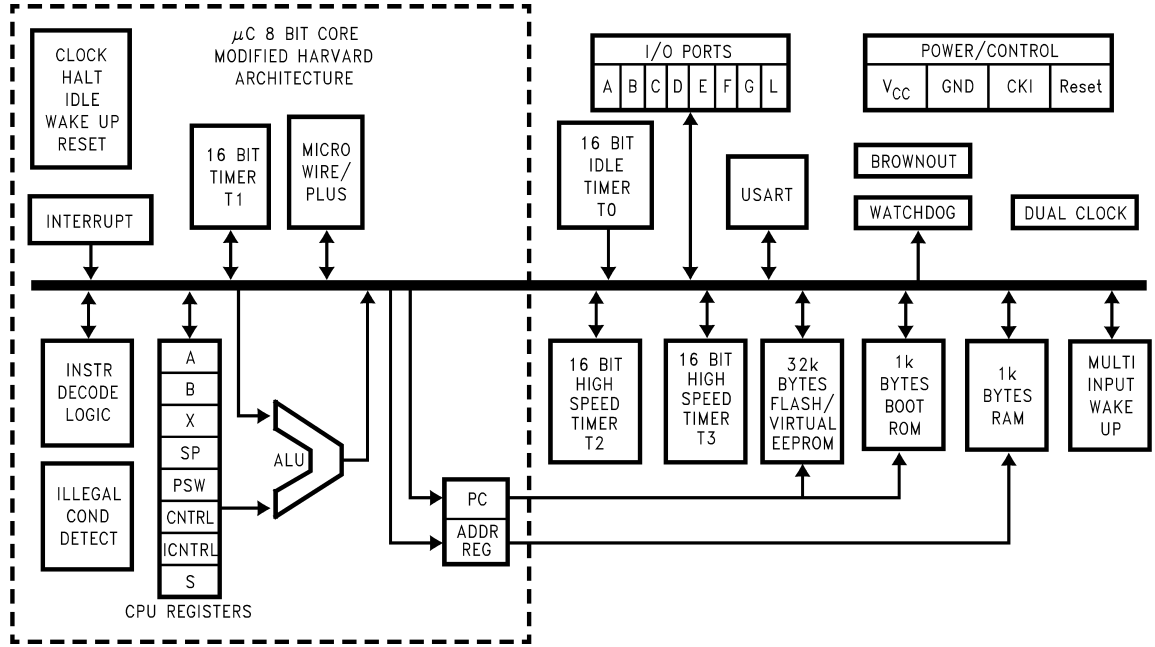 μC 8 BIT CORE
MODIFIED HARVARD
ARCHITECTURE
CLOCK
HALT
IDLE
WAKE UP
RESET
INTERRUPT
16 BIT
TIMER
T1
MICRO
WIRE/
PLUS
I/O PORTS
A B C D E F G L
POWER/CONTROL
VCC GND CKI Reset
16 BIT
IDLE
TIMER
T0
USART
BROWNOUT
WATCHDOG
DUAL CLOCK
INSTR
DECODE
LOGIC
ILLEGAL
COND
DETECT
A
B
X
SP
PSW
CNTRL
ICNTRL
S
CPU REGISTERS
ALU
PC
ADDR
REG
16 BIT
HIGH
SPEED
TIMER
T2
16 BIT
HIGH
SPEED
TIMER
T3
32k
BYTES
FLASH/
VIRTUAL
EEPROM
1k
BYTES
BOOT
ROM
1k
BYTES
RAM
MULTI
INPUT
WAKE
UP